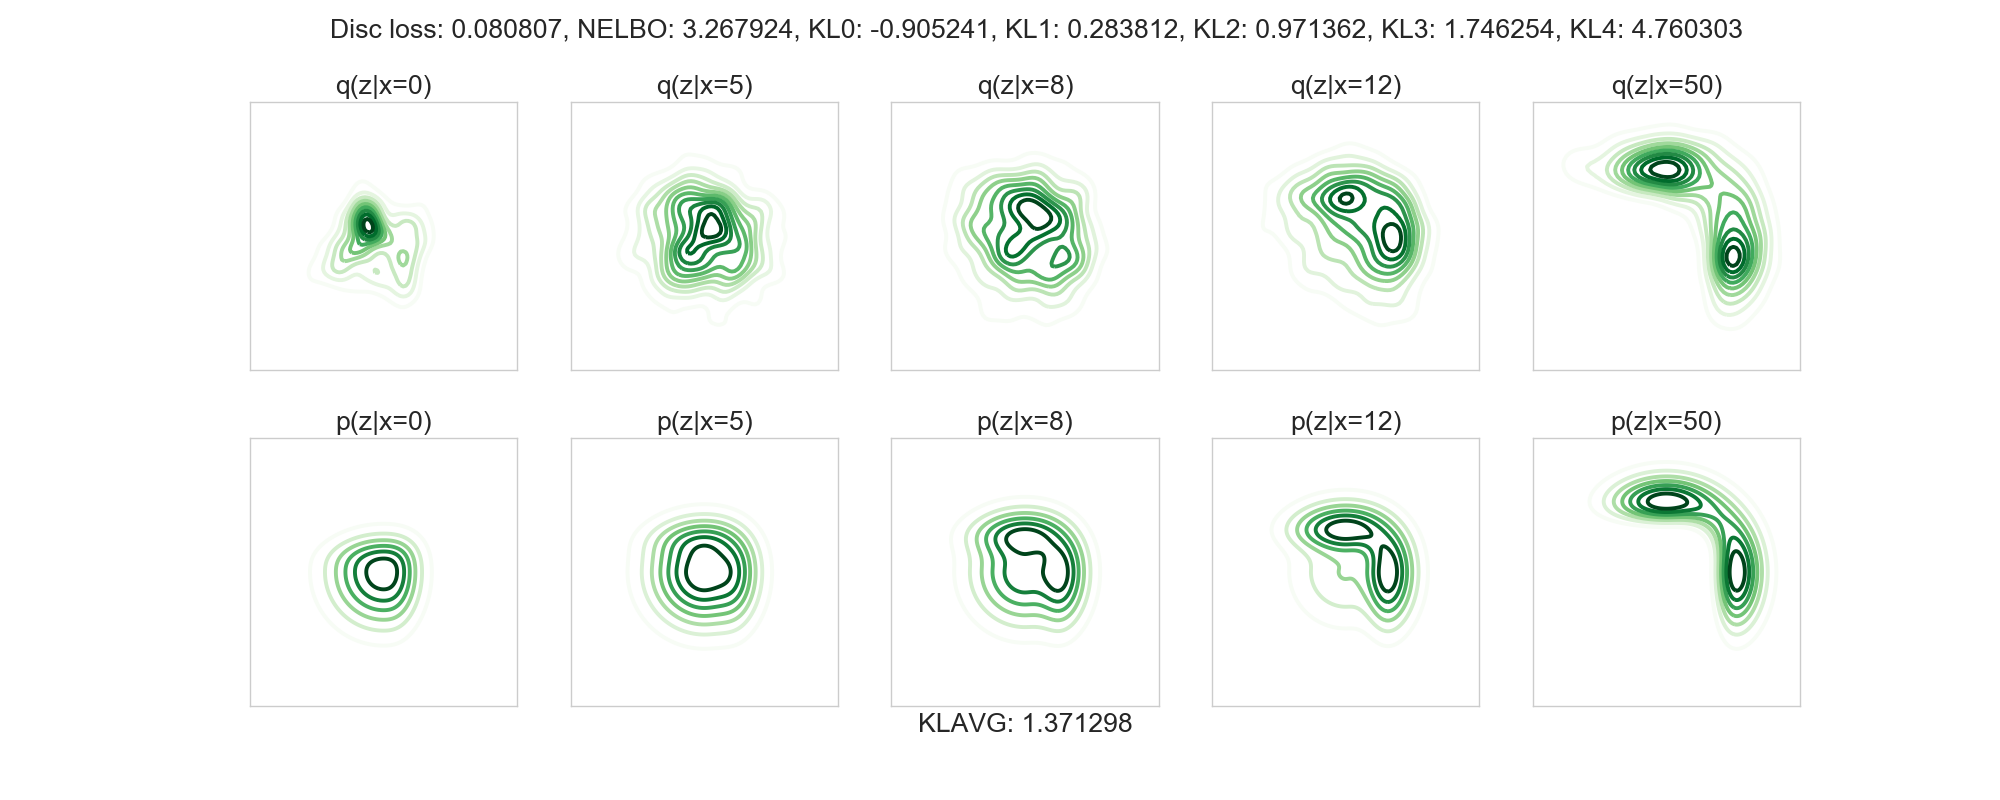 Disc loss: 0.080807, NELBO: 3.267924, KL0: -0.905241, KL1: 0.283812, KL2: 0.971362, KL3: 1.746254, KL4: 4.760303
q(z|x=0)
q(z|x=5)
q(z|x=8)
q(z|x=12)
q(z|x=50)
p(z|x=0)
p(z|x=5)
p(z|x=8)
p(z|x=12)
p(z|x=50)
KLAVG: 1.371298